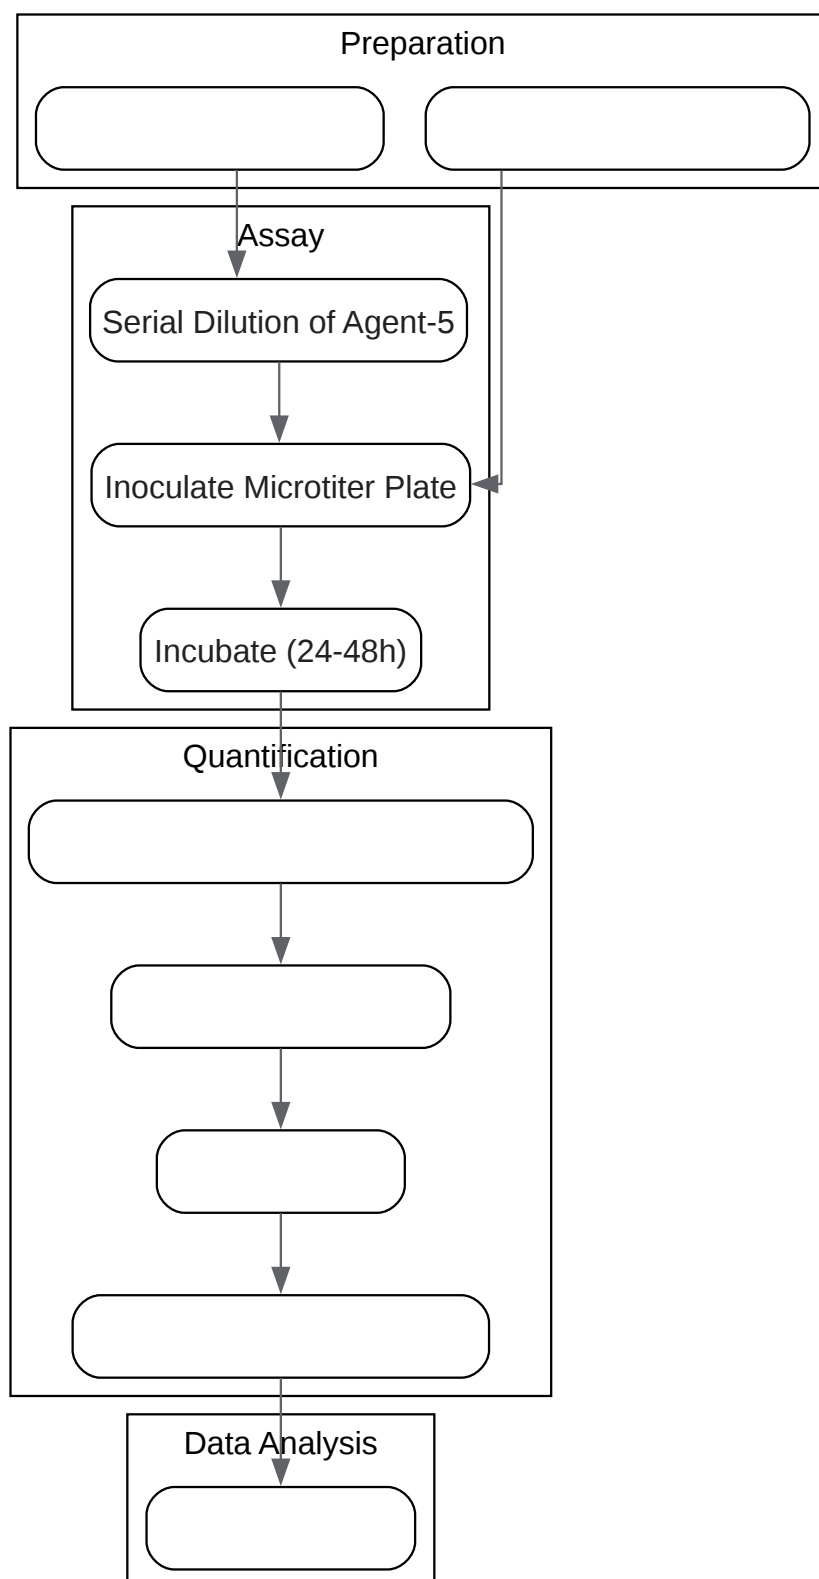 Preparation
Assay
Serial Dilution of Agent-5
Inoculate Microtiter Plate
Incubate (24-48h)
Quantification
Data Analysis